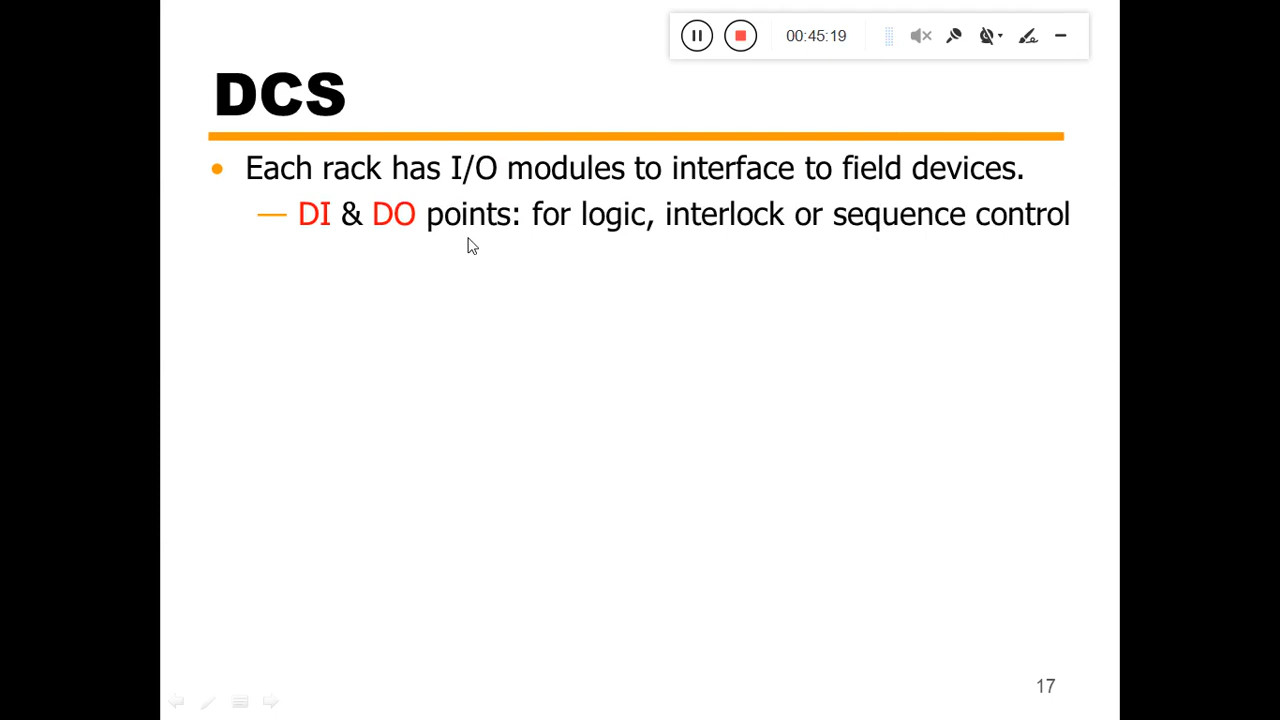 00:45:19
DCS
• Each rack has I/O modules to interface to field devices.
— DI & DO points: for logic, interlock or sequence control
17